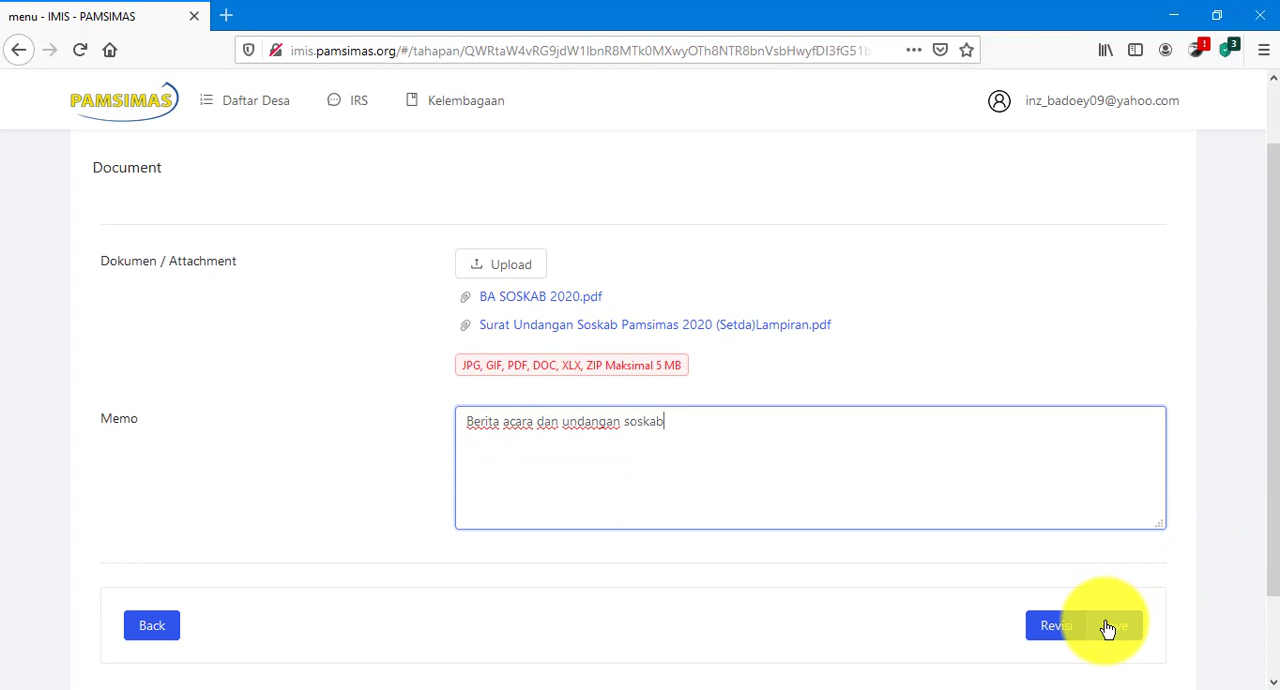 menu - IMIS - PAMSIMAS
imis.pamsimas.org/#/tahapan/
1
3
PAMSIMAS
Daftar Desa
IRS
Kelembagaan
inz_badoey09@yahoo.com
Document
Dokumen / Attachment
Upload
BA SOSKAB 2020.pdf
Surat Undangan Soskab Pamsimas 2020 (Setda)Lampiran.pdf
JPG, GIF, PDF, DOC, XLX, ZIP Maksimal 5 MB
Memo
Berita acara dan undangan soskab
Back
Revisi